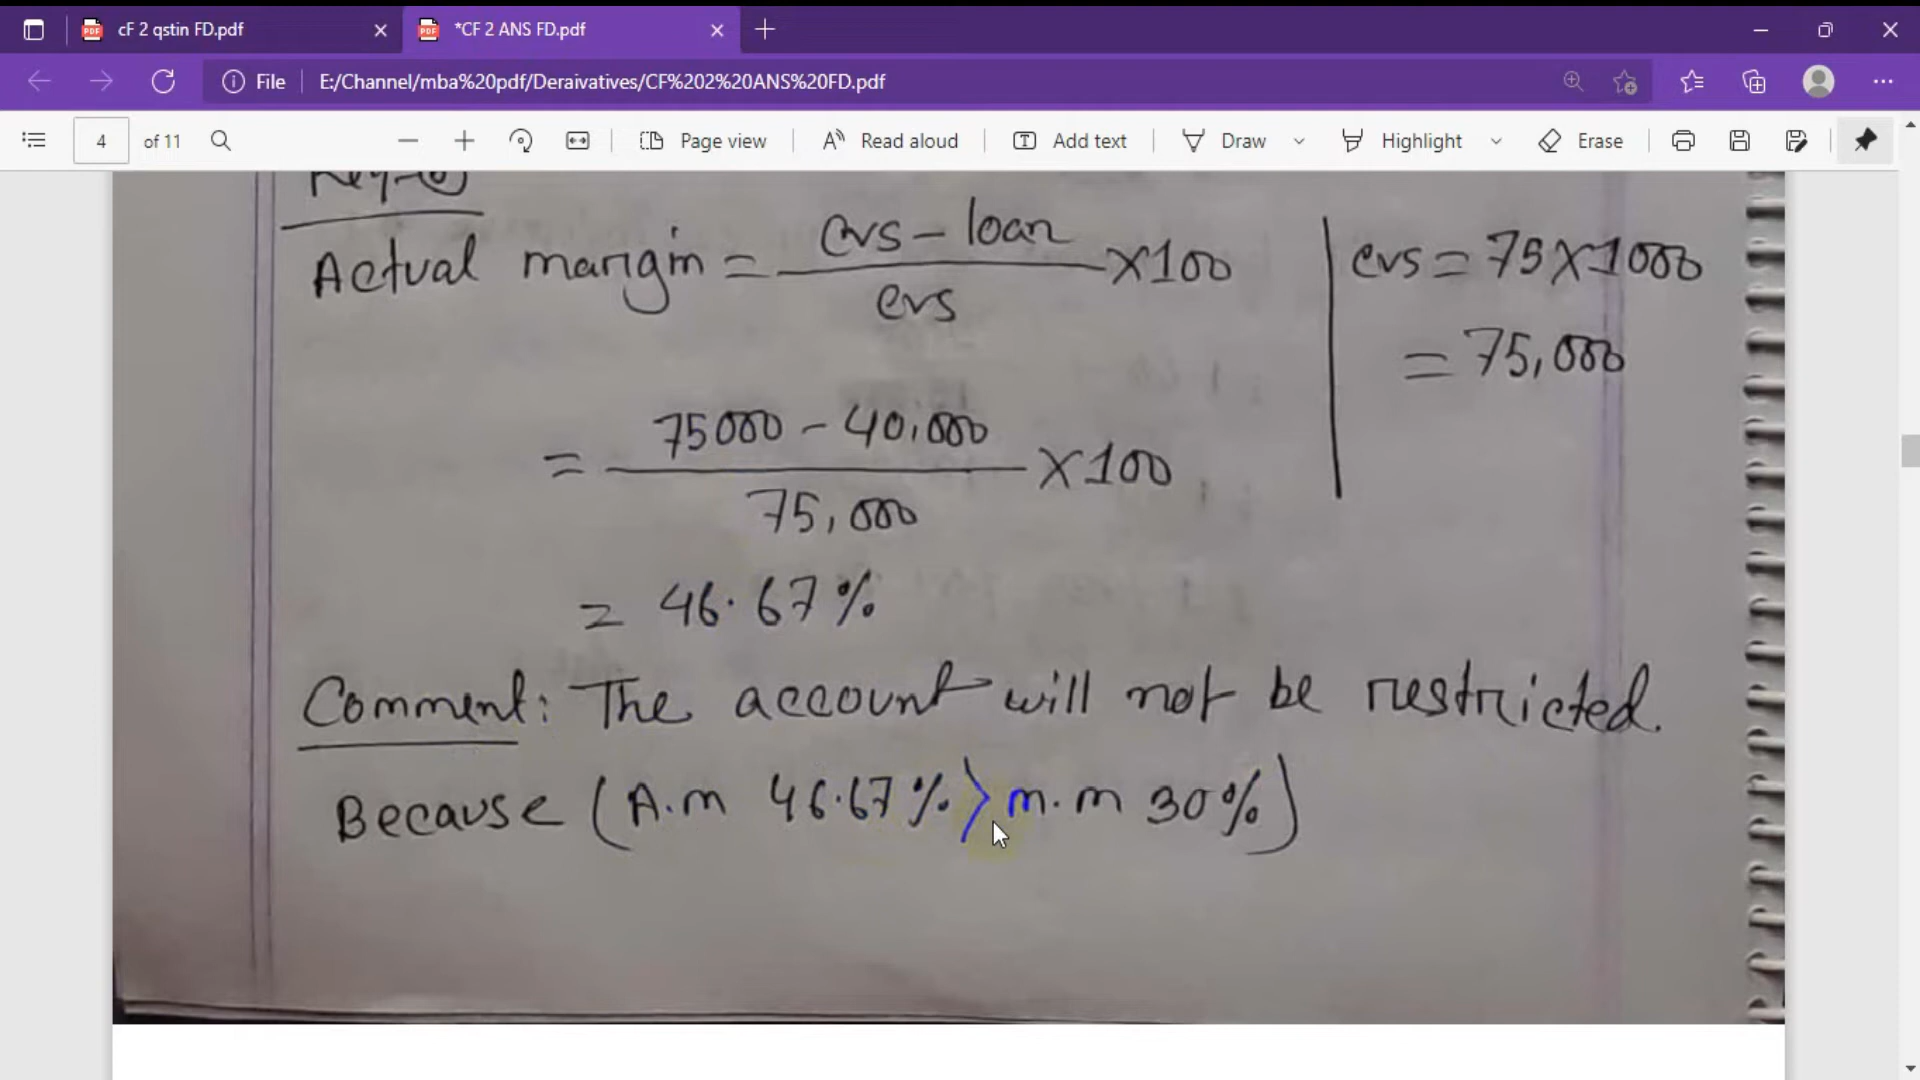 cF 2 qstin FD.pdf
*CF 2 ANS FD.pdf
File
E:/Channel/mba%20pdf/Deraivatives/CF%202%20ANS%20FD.pdf
4 of 11
Page view
Read aloud
Add text
Draw
Highlight
Erase
Actual margin = cvs - loan / cvs × 100
cvs = 75 × 1000
= 75,000
= 75000 - 40,000 / 75,000 × 100
= 46.67%
Comment: The account will not be restricted.
Because (A.m 46.67% > m.m 30%)